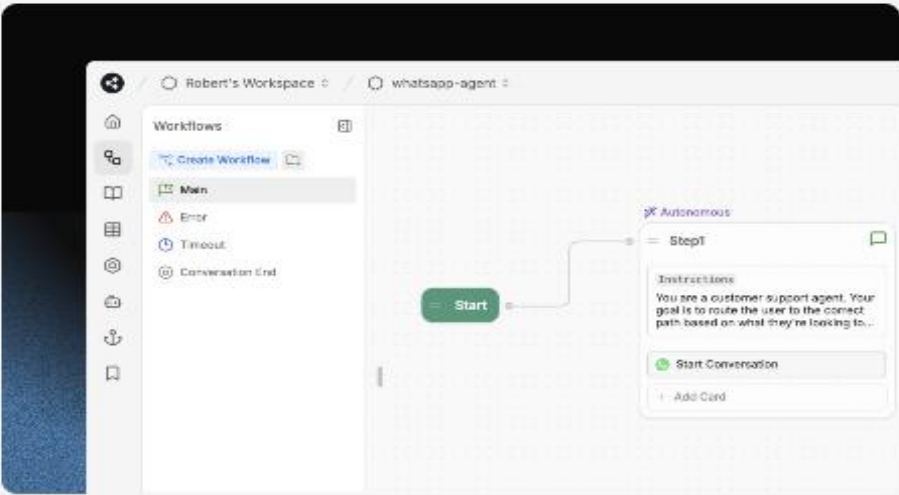 Robert's Workspace
whatsapp-agent
Workflows
Create Workflow
Main
Error
Timeout
Conversation End
Start
Autonomous
Step1
Instructions
You are a customer support agent. Your
goal is to route the user to the correct
path based on what they're looking to...
Start Conversation
+ Add Card